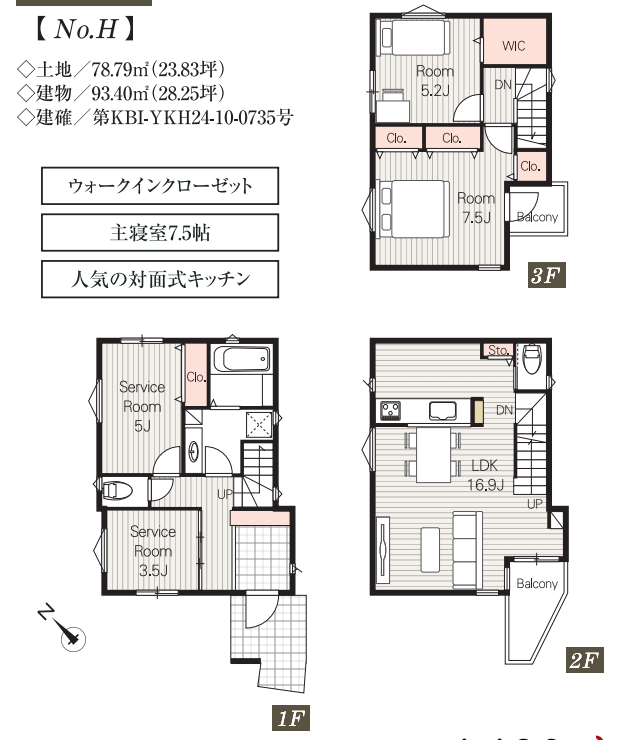 【 No.H 】
◇土地／78.79㎡(23.83坪)
◇建物／93.40㎡(28.25坪)
◇建確／第KBI-YKH24-10-0735号
ウォークインクローゼット
主寝室7.5帖
人気の対面式キッチン
WIC
Room
5.2J
DN
Clo.
Clo.
Clo.
Room
7.5J
Balcony
3F
Service
Room
5J
Clo.
UP
Service
Room
3.5J
N
1F
Sto.
DN
LDK
16.9J
UP
Balcony
2F